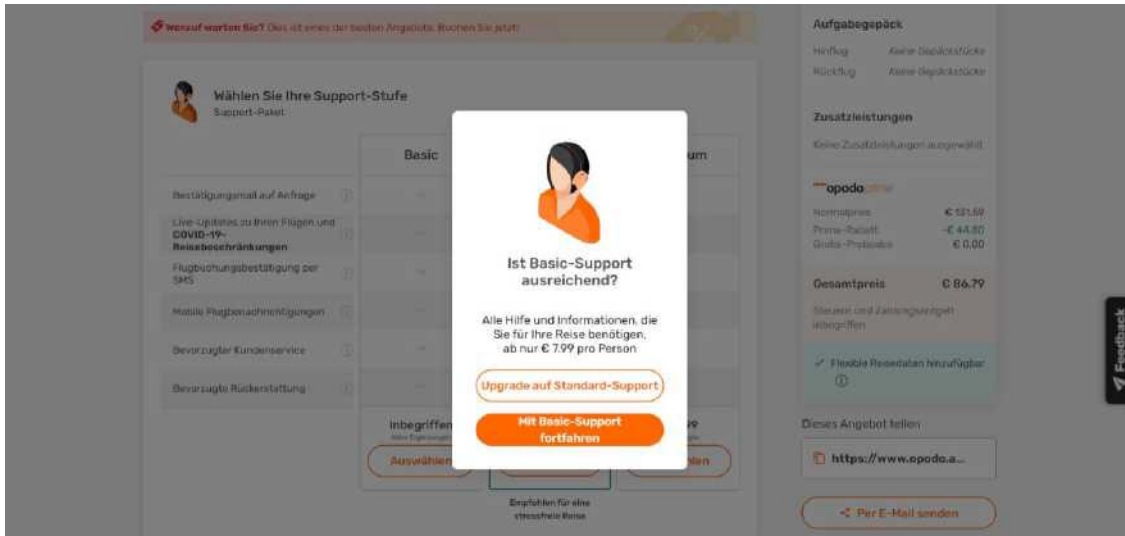 Worauf warten Sie? Dies ist eines der besten Angebote. Buchen Sie jetzt!
Wählen Sie Ihre Support-Stufe
Support-Paket
Basic
um
Bestätigungsmail auf Anfrage
Live-Updates zu Ihren Flügen und
COVID-19-
Reisebeschränkungen
Flugbuchungsbestätigung per
SMS
Mobile Flugbenachrichtigungen
Bevorzugter Kundenservice
Bevorzugte Rückerstattung
Inbegriffen
99
Auswählen
hlen
Empfohlen für eine
stressfreie Reise
Ist Basic-Support
ausreichend?
Alle Hilfe und Informationen, die
Sie für Ihre Reise benötigen,
ab nur € 7.99 pro Person
Upgrade auf Standard-Support
Mit Basic-Support
fortfahren
Aufgabegepäck
Hinflug Keine Gepäckstücke
Rückflug Keine Gepäckstücke
Zusatzleistungen
Keine Zusatzleistungen ausgewählt
opodo prime
Normalpreis € 131.59
Prime-Rabatt -€ 44.80
Gratis-Probeabo € 0.00
Gesamtpreis € 86.79
Steuern und Zahlungsentgelt
inbegriffen
Flexible Reisedaten hinzufügbar
Dieses Angebot teilen
https://www.opodo.a...
Per E-Mail senden
Feedback